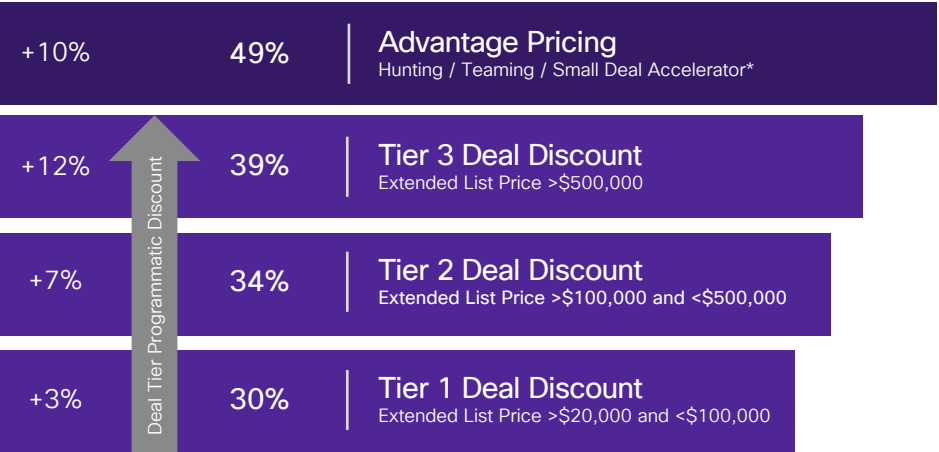 +10%
49%
Advantage Pricing
Hunting / Teaming / Small Deal Accelerator*
+12%
39%
Tier 3 Deal Discount
Extended List Price >$500,000
+7%
34%
Tier 2 Deal Discount
Extended List Price >$100,000 and <$500,000
+3%
30%
Tier 1 Deal Discount
Extended List Price >$20,000 and <$100,000
Deal Tier Programmatic Discount